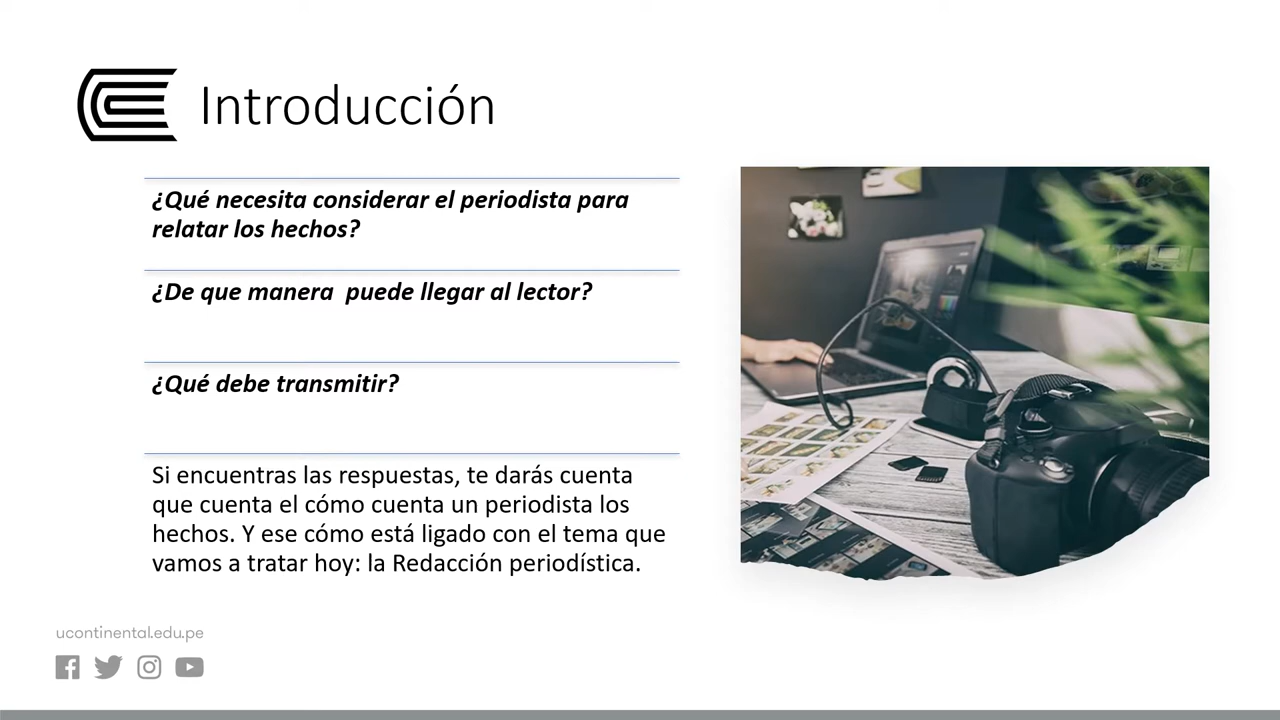 Introducción
¿Qué necesita considerar el periodista para
relatar los hechos?
¿De que manera  puede llegar al lector?
¿Qué debe transmitir?
Si encuentras las respuestas, te darás cuenta
que cuenta el cómo cuenta un periodista los
hechos. Y ese cómo está ligado con el tema que
vamos a tratar hoy: la Redacción periodística.
ucontinental.edu.pe